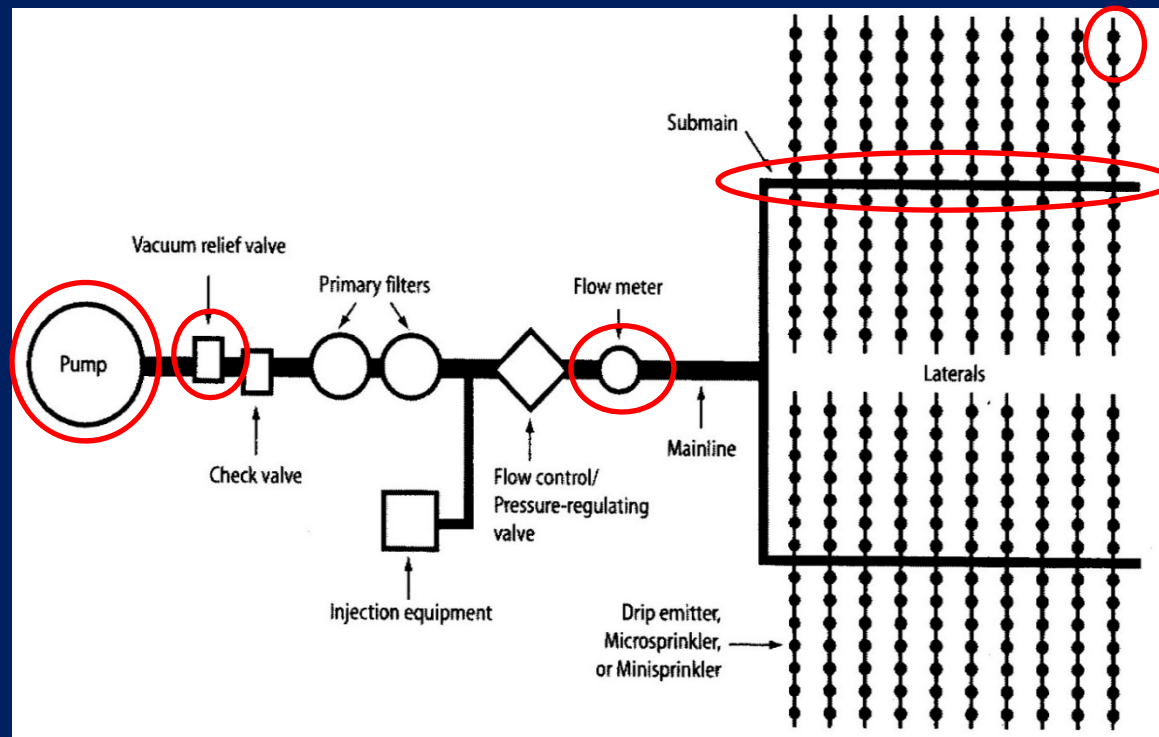 Submain
Vacuum relief valve
Primary filters
Flow meter
Pump
Laterals
Check valve
Mainline
Flow control/
Pressure-regulating
valve
Injection equipment
Drip emitter,
Microsprinkler,
or Minisprinkler